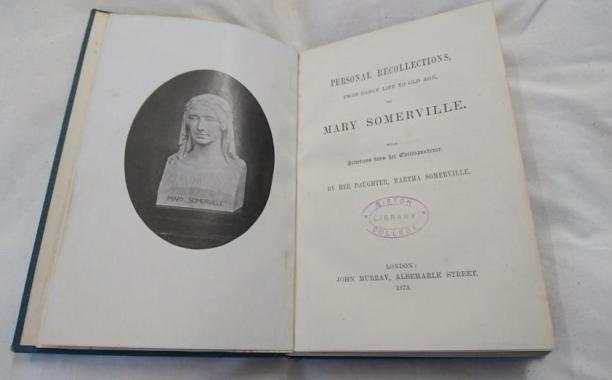 MARY SOMERVILLE
PERSONAL RECOLLECTIONS,
FROM EARLY LIFE TO OLD AGE,
OF
MARY SOMERVILLE.
WITH
Selections from her Correspondence.
BY HER DAUGHTER, MARTHA SOMERVILLE.
GIRTON
LIBRARY
COLLEGE
LONDON:
JOHN MURRAY, ALBEMARLE STREET.
1873.